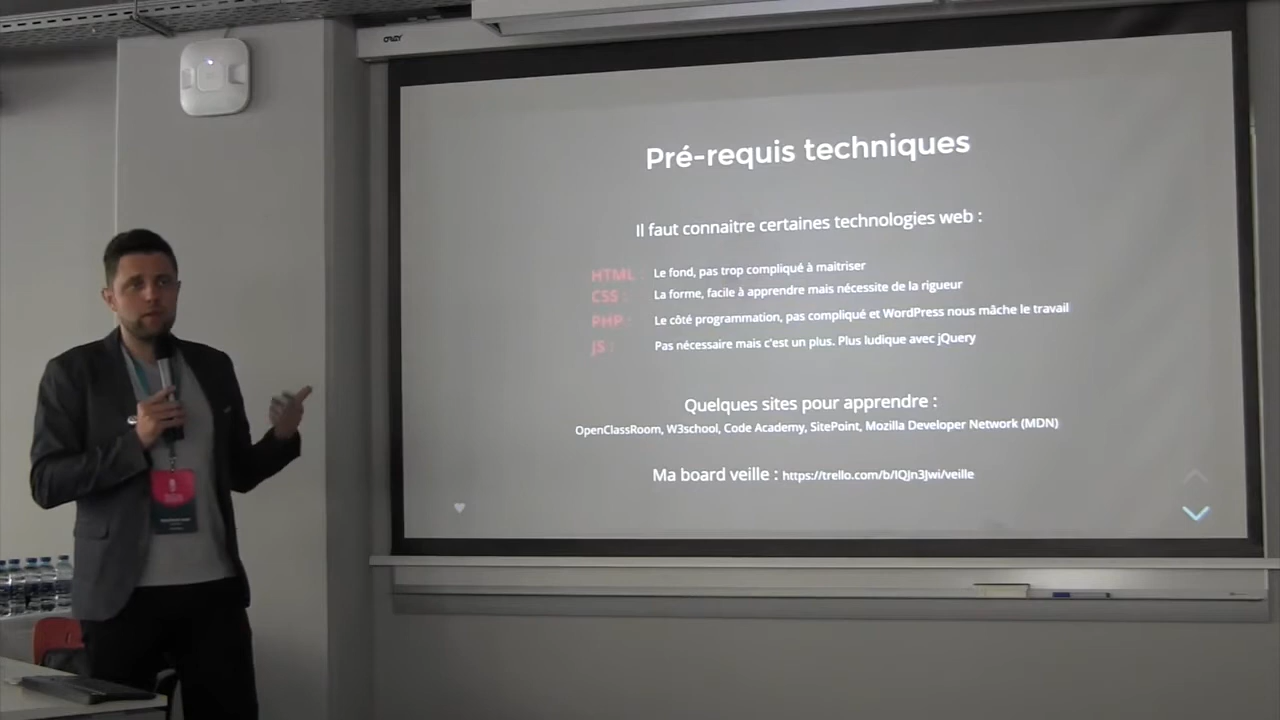 ORAY
Pré-requis techniques
Il faut connaitre certaines technologies web :
HTML : Le fond, pas trop compliqué à maitriser
CSS : La forme, facile à apprendre mais nécessite de la rigueur
PHP : Le côté programmation, pas compliqué et WordPress nous mâche le travail
JS : Pas nécessaire mais c'est un plus. Plus ludique avec jQuery
Quelques sites pour apprendre :
OpenClassRoom, W3school, Code Academy, SitePoint, Mozilla Developer Network (MDN)
Ma board veille : https://trello.com/b/IQJn3Jwi/veille